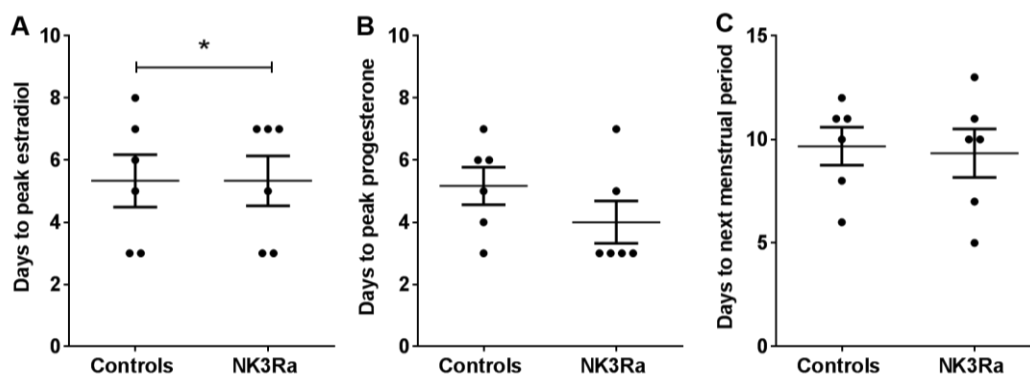 A
Days to peak estradiol
10
8
6
4
2
0
*
Controls
NK3Ra
B
Days to peak progesterone
10
8
6
4
2
0
Controls
NK3Ra
C
Days to next menstrual period
15
10
5
0
Controls
NK3Ra